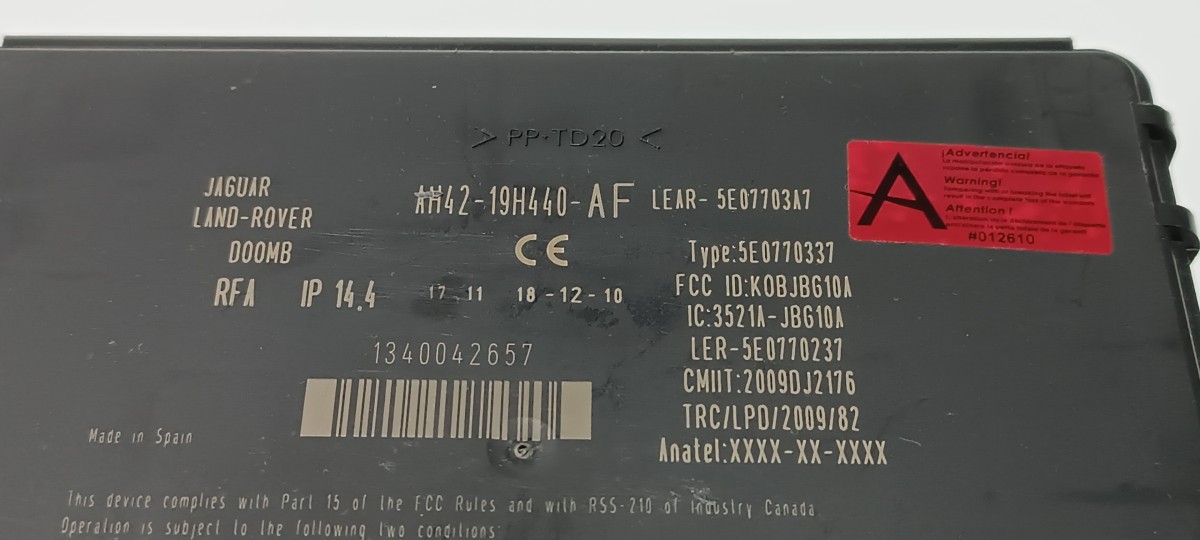 > PP-TD20 <
JAGUAR
LAND-ROVER
D00MB
AH42-19H440-AF LEAR- 5E07703A7
CE
RFA IP 14.4 17 11 18-12-10
1340042657
Type:5E0770337
FCC ID:KOBJBG10A
IC:3521A-JBG10A
LER-5E0770237
CMIIT:2009DJ2176
TRC/LPD/2009/82
Anatel:XXXX-XX-XXXX
A
¡Advertencia!
Warning!
Attention !
#012610
Made in Spain
This device complies with Part 15 of the FCC Rules and with RSS-210 of Industry Canada
Operation is subject to the following two conditions: